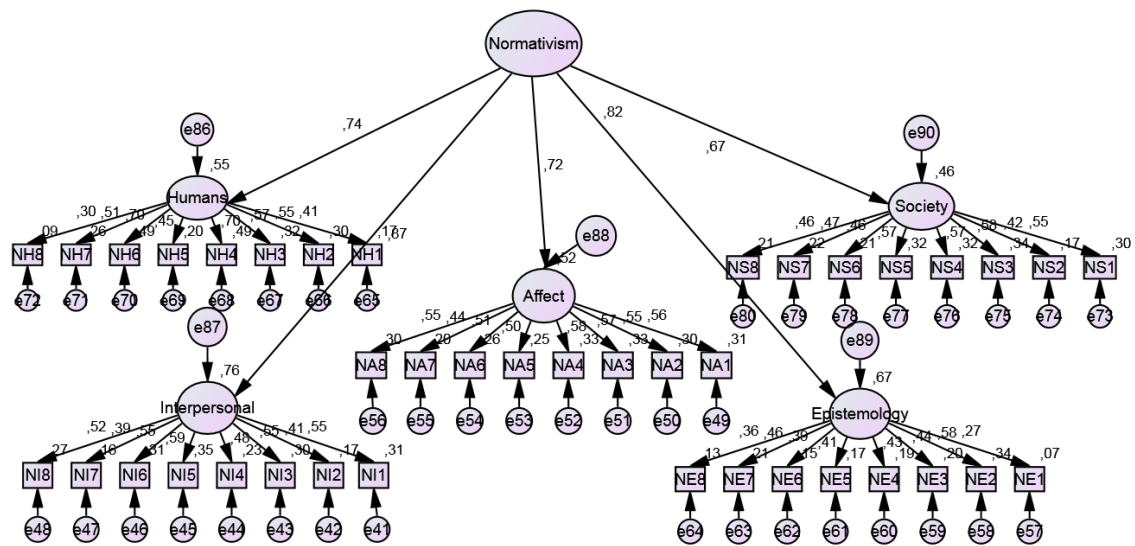 Normativism
e86
e90
,82
,74
,67
,72
,55
,46
Humans
Society
,30 ,51 ,70 ,45 ,70 ,57 ,55 ,41
,46 ,47 ,46 ,57 ,57 ,58 ,42 ,55
e88
,09 ,26 ,49 ,20 ,49 ,32 ,30 ,17
,67
,52
,21 ,22 ,21 ,32 ,32 ,34 ,17 ,30
NH8 NH7 NH6 NH5 NH4 NH3 NH2 NH1
NS8 NS7 NS6 NS5 NS4 NS3 NS2 NS1
Affect
e72 e71 e70 e69 e68 e67 e66 e65
e80 e79 e78 e77 e76 e75 e74 e73
e87
,55 ,44 ,51 ,50 ,58 ,57 ,55 ,56
e89
,30 ,20 ,26 ,25 ,33 ,33 ,30 ,31
NA8 NA7 NA6 NA5 NA4 NA3 NA2 NA1
,76
,67
Interpersonal
Epistemology
e56 e55 e54 e53 e52 e51 e50 e49
,52 ,39 ,55 ,59 ,48 ,55 ,41 ,55
,36 ,46 ,39 ,41 ,43 ,44 ,58 ,27
,27 ,16 ,31 ,35 ,23 ,30 ,17 ,31
,13 ,21 ,15 ,17 ,19 ,20 ,34 ,07
NI8 NI7 NI6 NI5 NI4 NI3 NI2 NI1
NE8 NE7 NE6 NE5 NE4 NE3 NE2 NE1
e48 e47 e46 e45 e44 e43 e42 e41
e64 e63 e62 e61 e60 e59 e58 e57